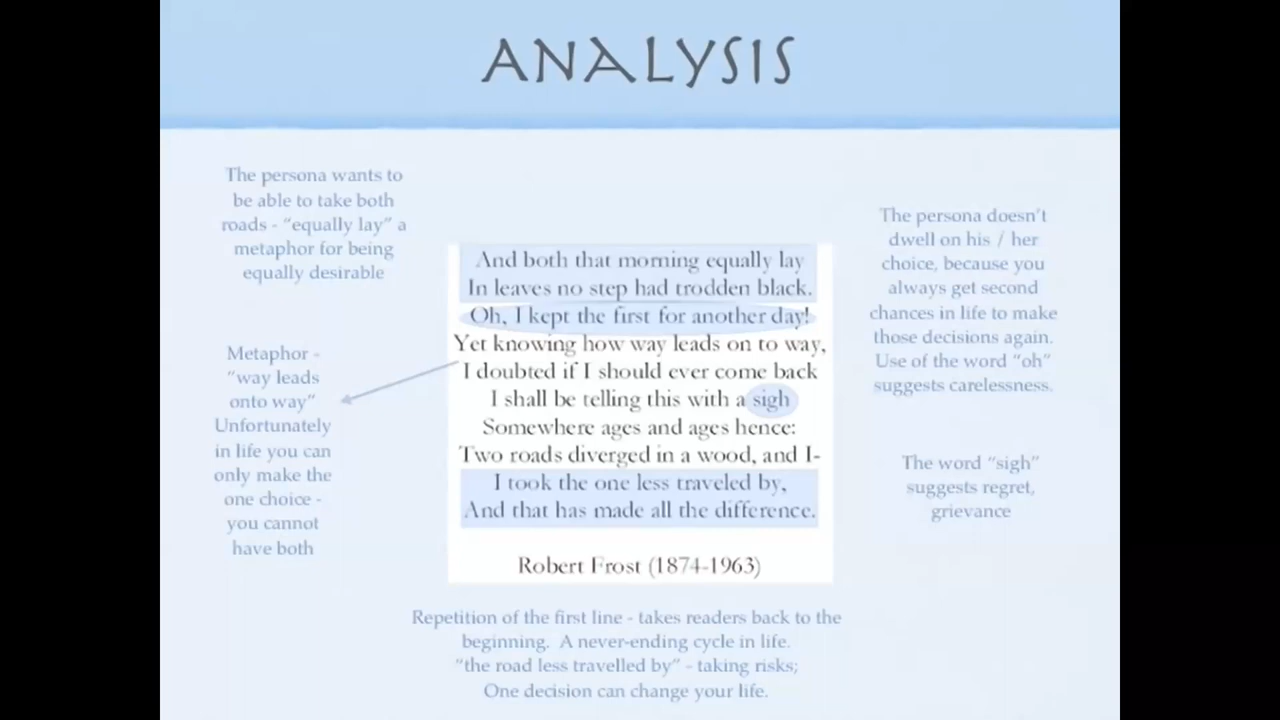 ANALYSIS
The persona wants to
be able to take both
roads - “equally lay” a
metaphor for being
equally desirable
Metaphor -
“way leads
onto way”
Unfortunately
in life you can
only make the
one choice -
you cannot
have both
And both that morning equally lay
In leaves no step had trodden black.
Oh, I kept the first for another day!
Yet knowing how way leads on to way,
I doubted if I should ever come back
I shall be telling this with a sigh
Somewhere ages and ages hence:
Two roads diverged in a wood, and I-
I took the one less traveled by,
And that has made all the difference.
Robert Frost (1874-1963)
The persona doesn’t
dwell on his / her
choice, because you
always get second
chances in life to make
those decisions again.
Use of the word “oh”
suggests carelessness.
The word “sigh”
suggests regret,
grievance
Repetition of the first line - takes readers back to the
beginning. A never-ending cycle in life.
“the road less travelled by” - taking risks;
One decision can change your life.